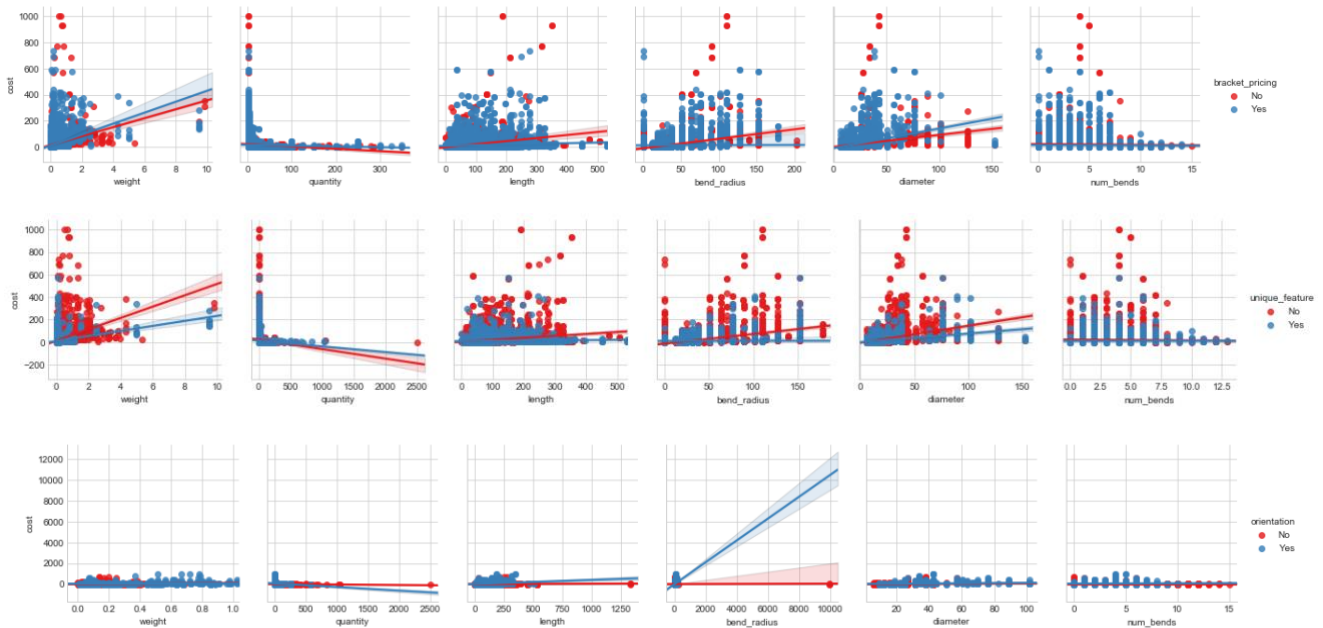 1000
800
600
400
200
0
cost
0 2 4 6 8 10
weight
0 100 200 300
quantity
0 100 200 300 400 500
length
0 50 100 150 200
bend_radius
0 50 100 150
diameter
0 5 10 15
num_bends
bracket_pricing
No
Yes
1000
800
600
400
200
0
−200
cost
0 2 4 6 8 10
weight
0 500 1000 1500 2000 2500
quantity
0 100 200 300 400 500
length
0 50 100 150
bend_radius
0 50 100 150
diameter
0.0 2.5 5.0 7.5 10.0 12.5
num_bends
unique_feature
No
Yes
12000
10000
8000
6000
4000
2000
0
cost
0.0 0.2 0.4 0.6 0.8 1.0
weight
0 500 1000 1500 2000 2500
quantity
0 250 500 750 1000 1250
length
0 2000 4000 6000 8000 10000
bend_radius
20 40 60 80 100
diameter
0 5 10 15
num_bends
orientation
No
Yes